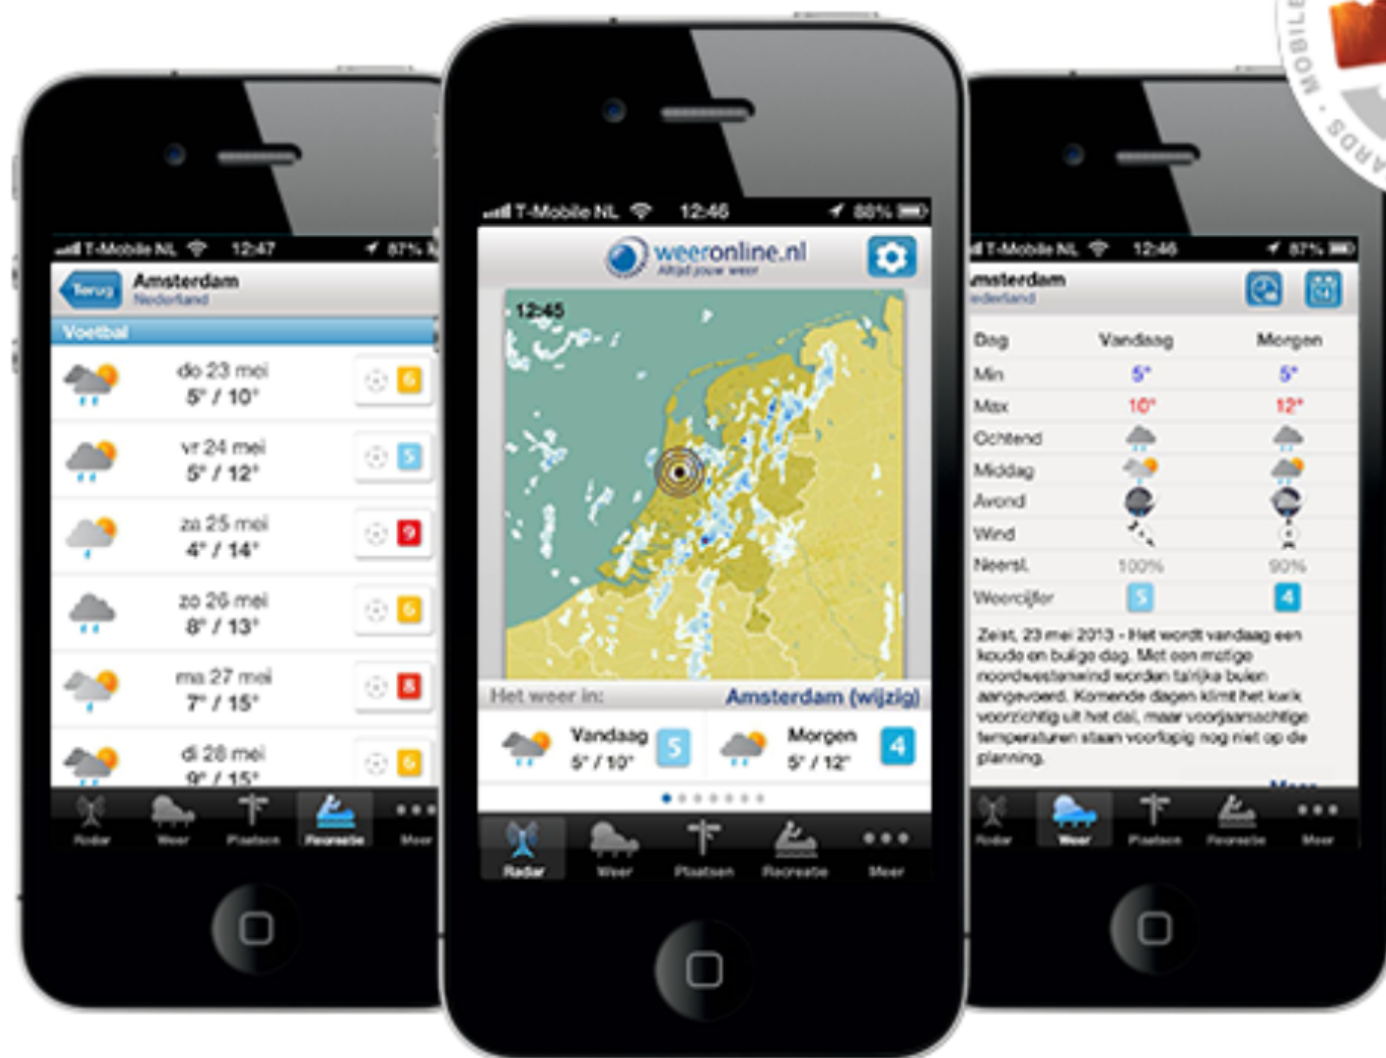 T-Mobile NL 12:47 87%
Terug
Amsterdam
Nederland
Voetbal
do 23 mei
5° / 10°
6
vr 24 mei
5° / 12°
5
za 25 mei
4° / 14°
9
zo 26 mei
8° / 13°
6
ma 27 mei
7° / 15°
8
di 28 mei
9° / 15°
6
Radar Weer Plaatsen Recreatie Meer
T-Mobile NL 12:46 88%
weeronline.nl
Altijd jouw weer
12:45
Het weer in: Amsterdam (wijzig)
Vandaag
5° / 10°
5
Morgen
5° / 12°
4
Radar Weer Plaatsen Recreatie Meer
MOBILE
ARDS
T-Mobile NL 12:46 87%
msterdam
ederland
Dag Vandaag Morgen
Min 5° 5°
Max 10° 12°
Ochtend
Middag
Avond
Wind
Neersl. 100% 90%
Weercijfer 5 4
Zeist, 23 mei 2013 - Het wordt vandaag een
koude en buiige dag. Met een matige
noordwestenwind worden talrijke buien
aangevoerd. Komende dagen klimt het kwik
voorzichtig uit het dal, maar voorjaarsachtige
temperaturen staan voorlopig nog niet op de
planning.
Meer
Radar Weer Plaatsen Recreatie Meer